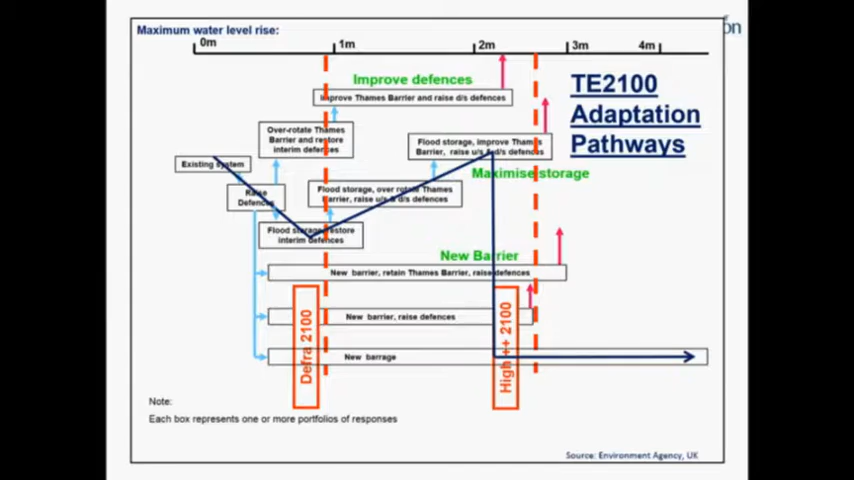 Maximum water level rise:
0m 1m 2m 3m 4m
Improve defences
Improve Thames Barrier and raise d/s defences
TE2100
Adaptation
Pathways
Over-rotate Thames
Barrier and restore
interim defences
Flood storage, improve Thames
Barrier, raise u/s & d/s defences
Existing system
Maximise storage
Raise
Defences
Flood storage, over rotate Thames
Barrier, raise u/s & d/s defences
Flood storage, restore
interim defences
New Barrier
New barrier, retain Thames Barrier, raise defences
New barrier, raise defences
New barrage
Defra 2100
High ++ 2100
Note:
Each box represents one or more portfolios of responses
Source: Environment Agency, UK